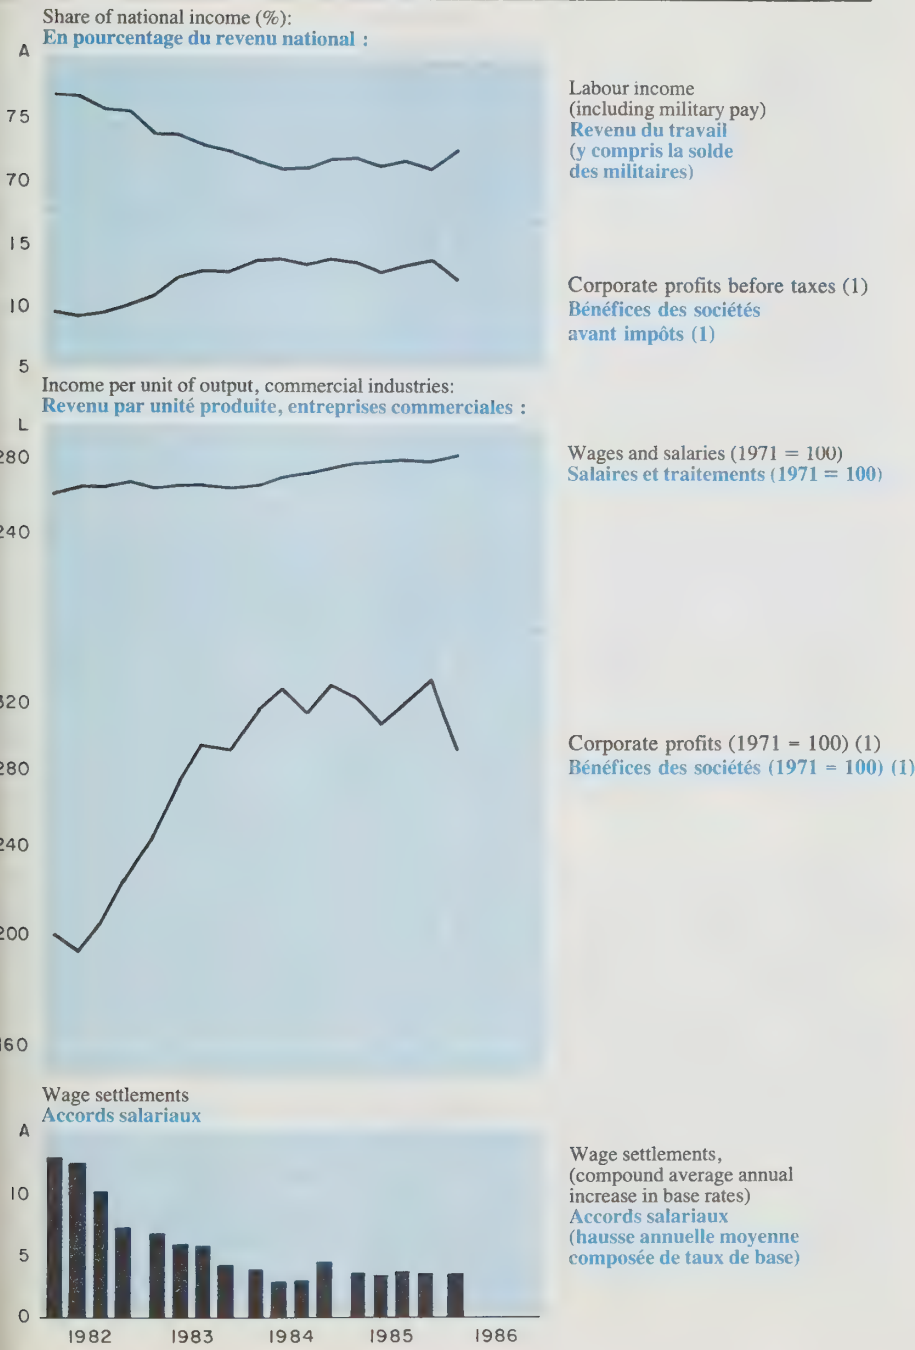 Share of national income (%):
En pourcentage du revenu national :
A
75
70
15
10
5
Labour income
(including military pay)
Revenu du travail
(y compris la solde
des militaires)
Corporate profits before taxes (1)
Bénéfices des sociétés
avant impôts (1)
Income per unit of output, commercial industries:
Revenu par unité produite, entreprises commerciales :
L
280
240
320
280
240
200
160
Wages and salaries (1971 = 100)
Salaires et traitements (1971 = 100)
Corporate profits (1971 = 100) (1)
Bénéfices des sociétés (1971 = 100) (1)
Wage settlements
Accords salariaux
A
10
5
0
1982 1983 1984 1985 1986
Wage settlements,
(compound average annual
increase in base rates)
Accords salariaux
(hausse annuelle moyenne
composée de taux de base)